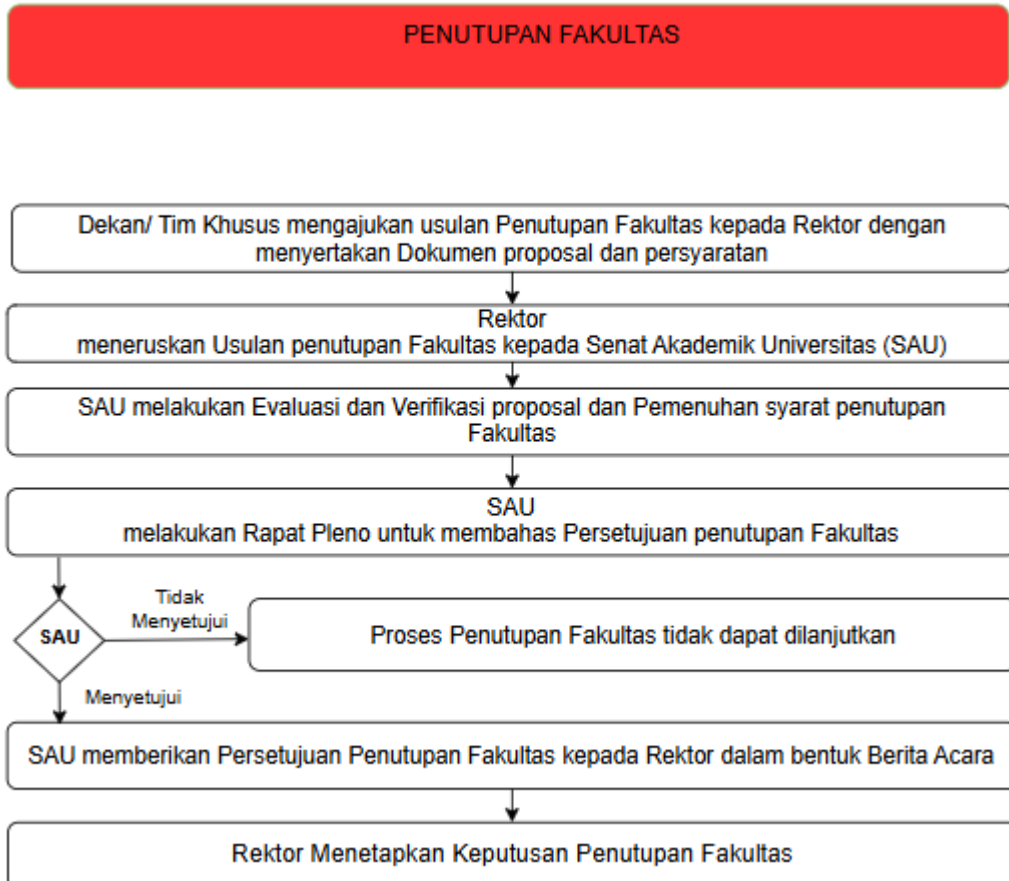 PENUTUPAN FAKULTAS
Dekan/ Tim Khusus mengajukan usulan Penutupan Fakultas kepada Rektor dengan
menyertakan Dokumen proposal dan persyaratan
Rektor
meneruskan Usulan penutupan Fakultas kepada Senat Akademik Universitas (SAU)
SAU melakukan Evaluasi dan Verifikasi proposal dan Pemenuhan syarat penutupan
Fakultas
SAU
melakukan Rapat Pleno untuk membahas Persetujuan penutupan Fakultas
SAU
Tidak
Menyetujui
Proses Penutupan Fakultas tidak dapat dilanjutkan
Menyetujui
SAU memberikan Persetujuan Penutupan Fakultas kepada Rektor dalam bentuk Berita Acara
Rektor Menetapkan Keputusan Penutupan Fakultas